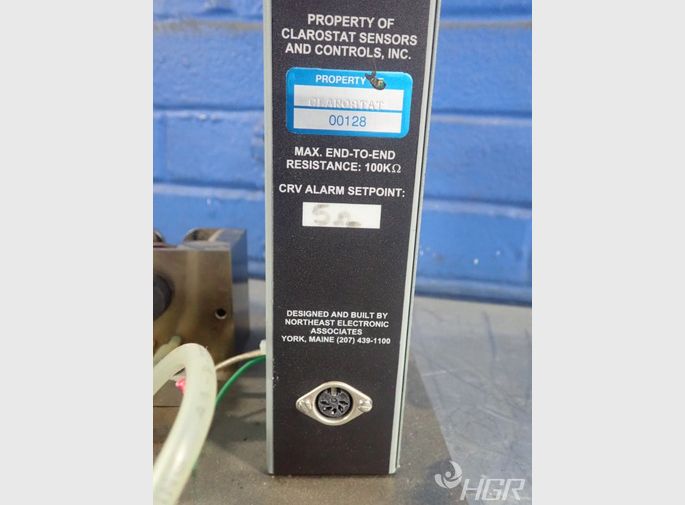 PROPERTY OF
CLAROSTAT SENSORS
AND CONTROLS, INC.
PROPERTY OF
CLAROSTAT
00128
MAX. END-TO-END
RESISTANCE: 100KΩ
CRV ALARM SETPOINT:
5Ω
DESIGNED AND BUILT BY
NORTHEAST ELECTRONIC
ASSOCIATES
YORK, MAINE (207) 439-1100
HGR